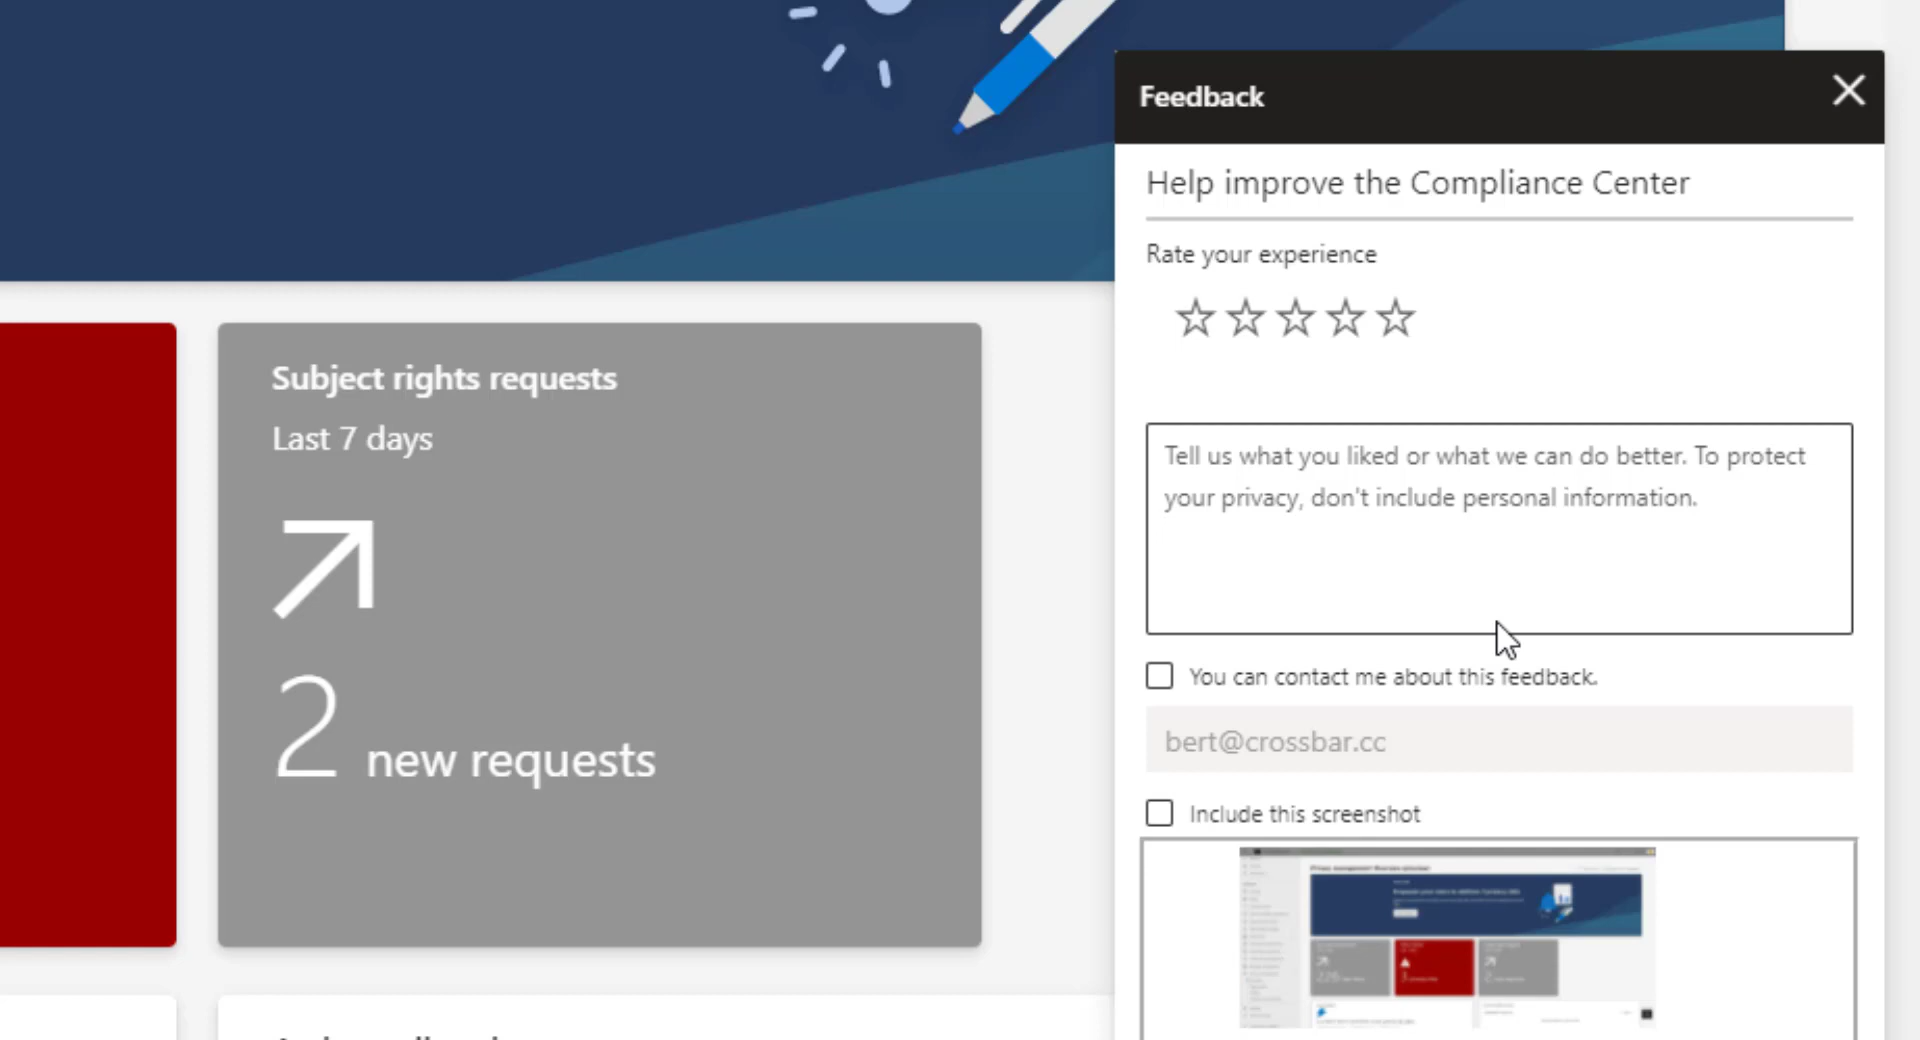 Feedback
Help improve the Compliance Center
Rate your experience
Subject rights requests
Last 7 days
2 new requests
Tell us what you liked or what we can do better. To protect
your privacy, don't include personal information.
You can contact me about this feedback.
bert@crossbar.cc
Include this screenshot